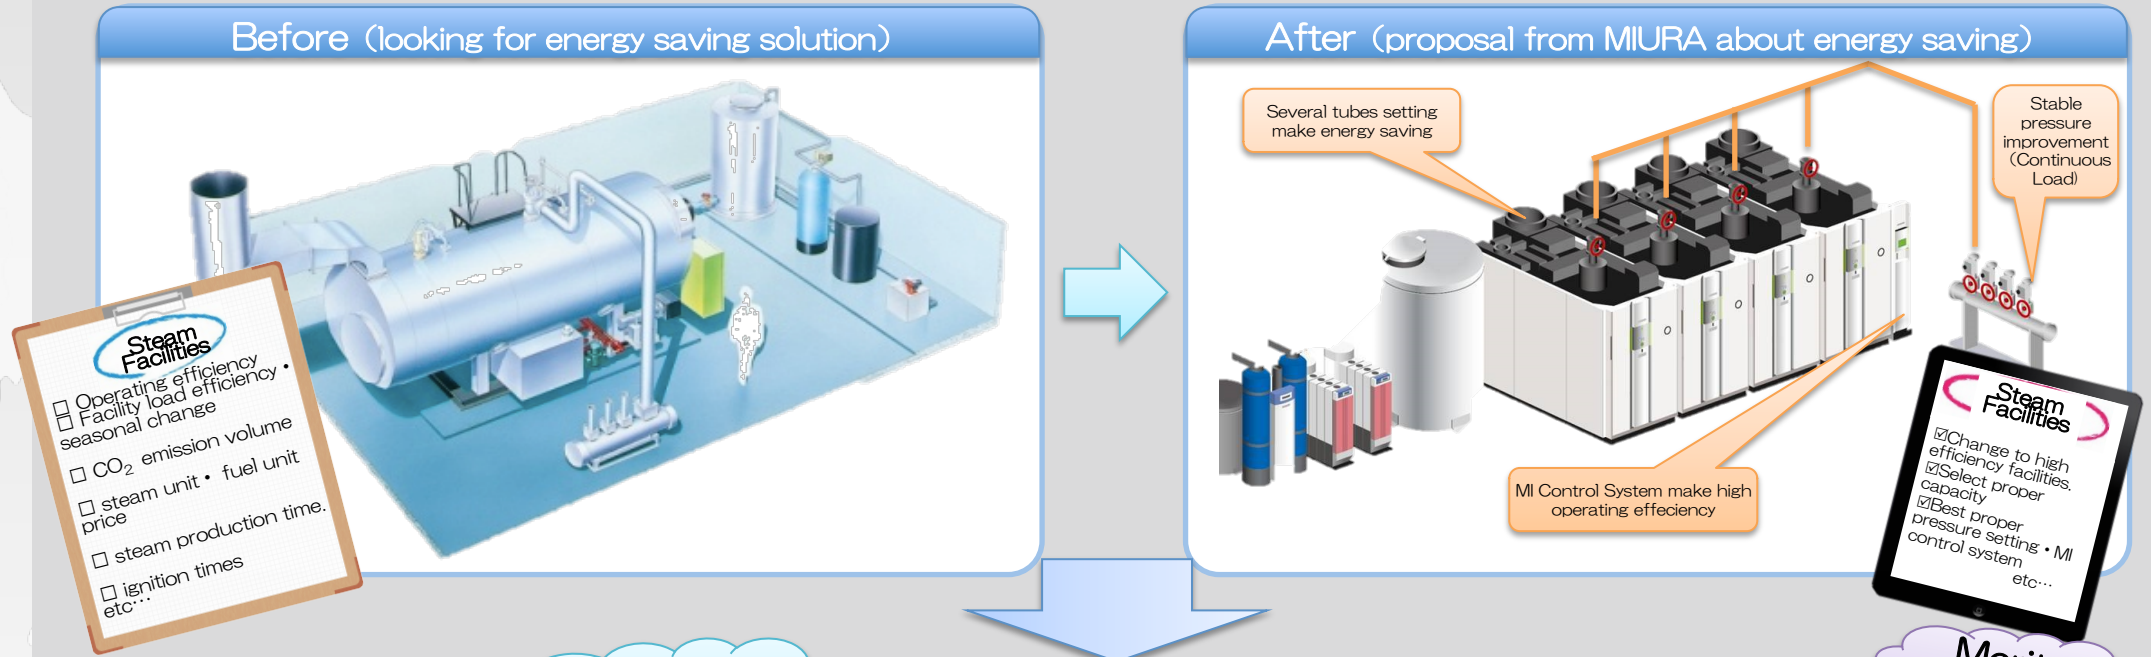 Before（looking for energy saving solution）
After（proposal from MIURA about energy saving）
Several tubes setting
make energy saving
Stable
pressure
improvement
（Continuous
Load)
MI Control System make high
operating effeciency
Steam
Facilities
□ Operating efficiency
□ Facility load efficiency・
seasonal change
□ CO₂ emission volume
□ steam unit・ fuel unit
price
□ steam production time.
□ ignition times
etc…
Steam
Facilities
☑Change to high
efficiency facilities.
☑Select proper
capacity
☑Best proper
pressure setting・MI
control system
etc…